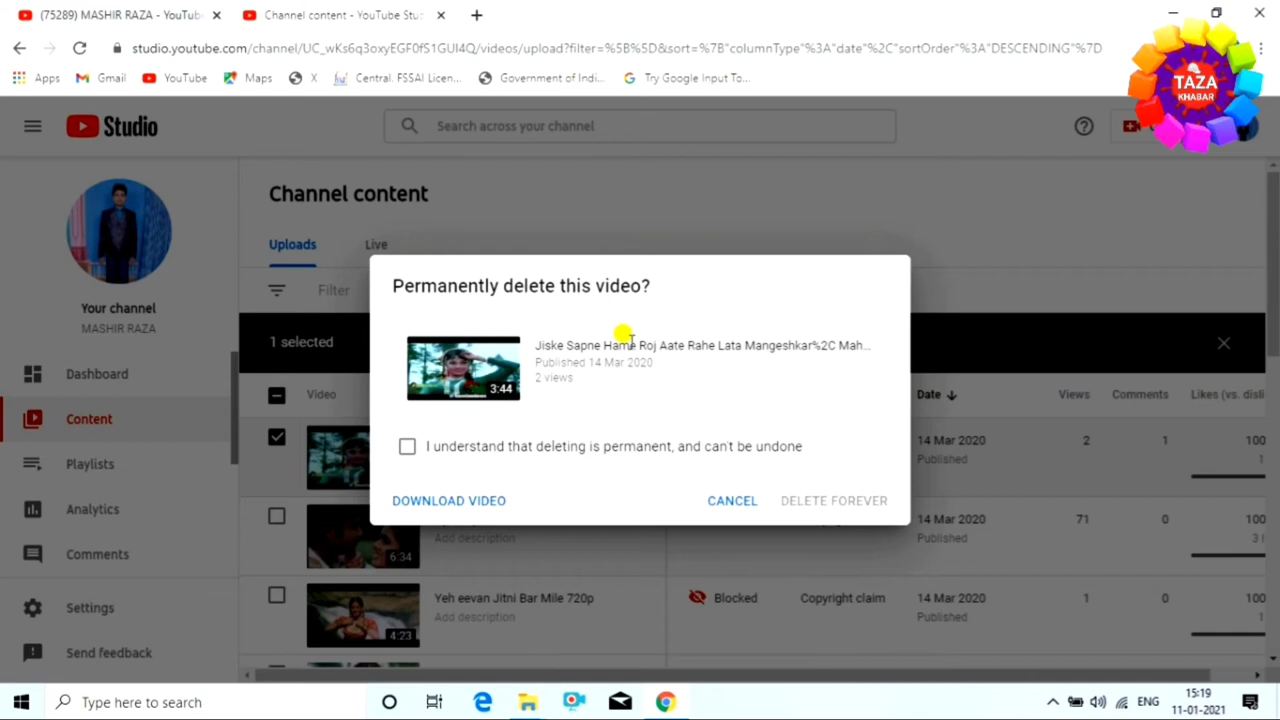 (75289) MASHIR RAZA - YouTub
Channel content - YouTube Stu
studio.youtube.com/channel/UC_wKs6q3oxyEGF0fS1GUI4Q/videos/upload?filter=%5B%5D&sort=%7B"columnType"%3A"date"%2C"sortOrder"%3A"DESCENDING"%7D
Apps Gmail YouTube Maps X Central. FSSAI Licen... Government of Indi... Try Google Input To...
TAZA
KHABAR
Studio
Search across your channel
Channel content
Uploads Live
Your channel
MASHIR RAZA
Filter
Permanently delete this video?
1 selected
Jiske Sapne Hame Roj Aate Rahe Lata Mangeshkar%2C Mah...
Published 14 Mar 2020
2 views
3:44
Dashboard
Video Date Views Comments Likes (vs. disli
Content
I understand that deleting is permanent, and can't be undone
14 Mar 2020 2 1 100
Published
Playlists
DOWNLOAD VIDEO CANCEL DELETE FOREVER
Analytics
14 Mar 2020 71 0 100
Add description Published
6:34
Comments
Yeh eevan Jitni Bar Mile 720p Blocked Copyright claim 14 Mar 2020 1 0 100
Add description Published
4:23
Settings
Send feedback
Type here to search
ENG
15:19
11-01-2021